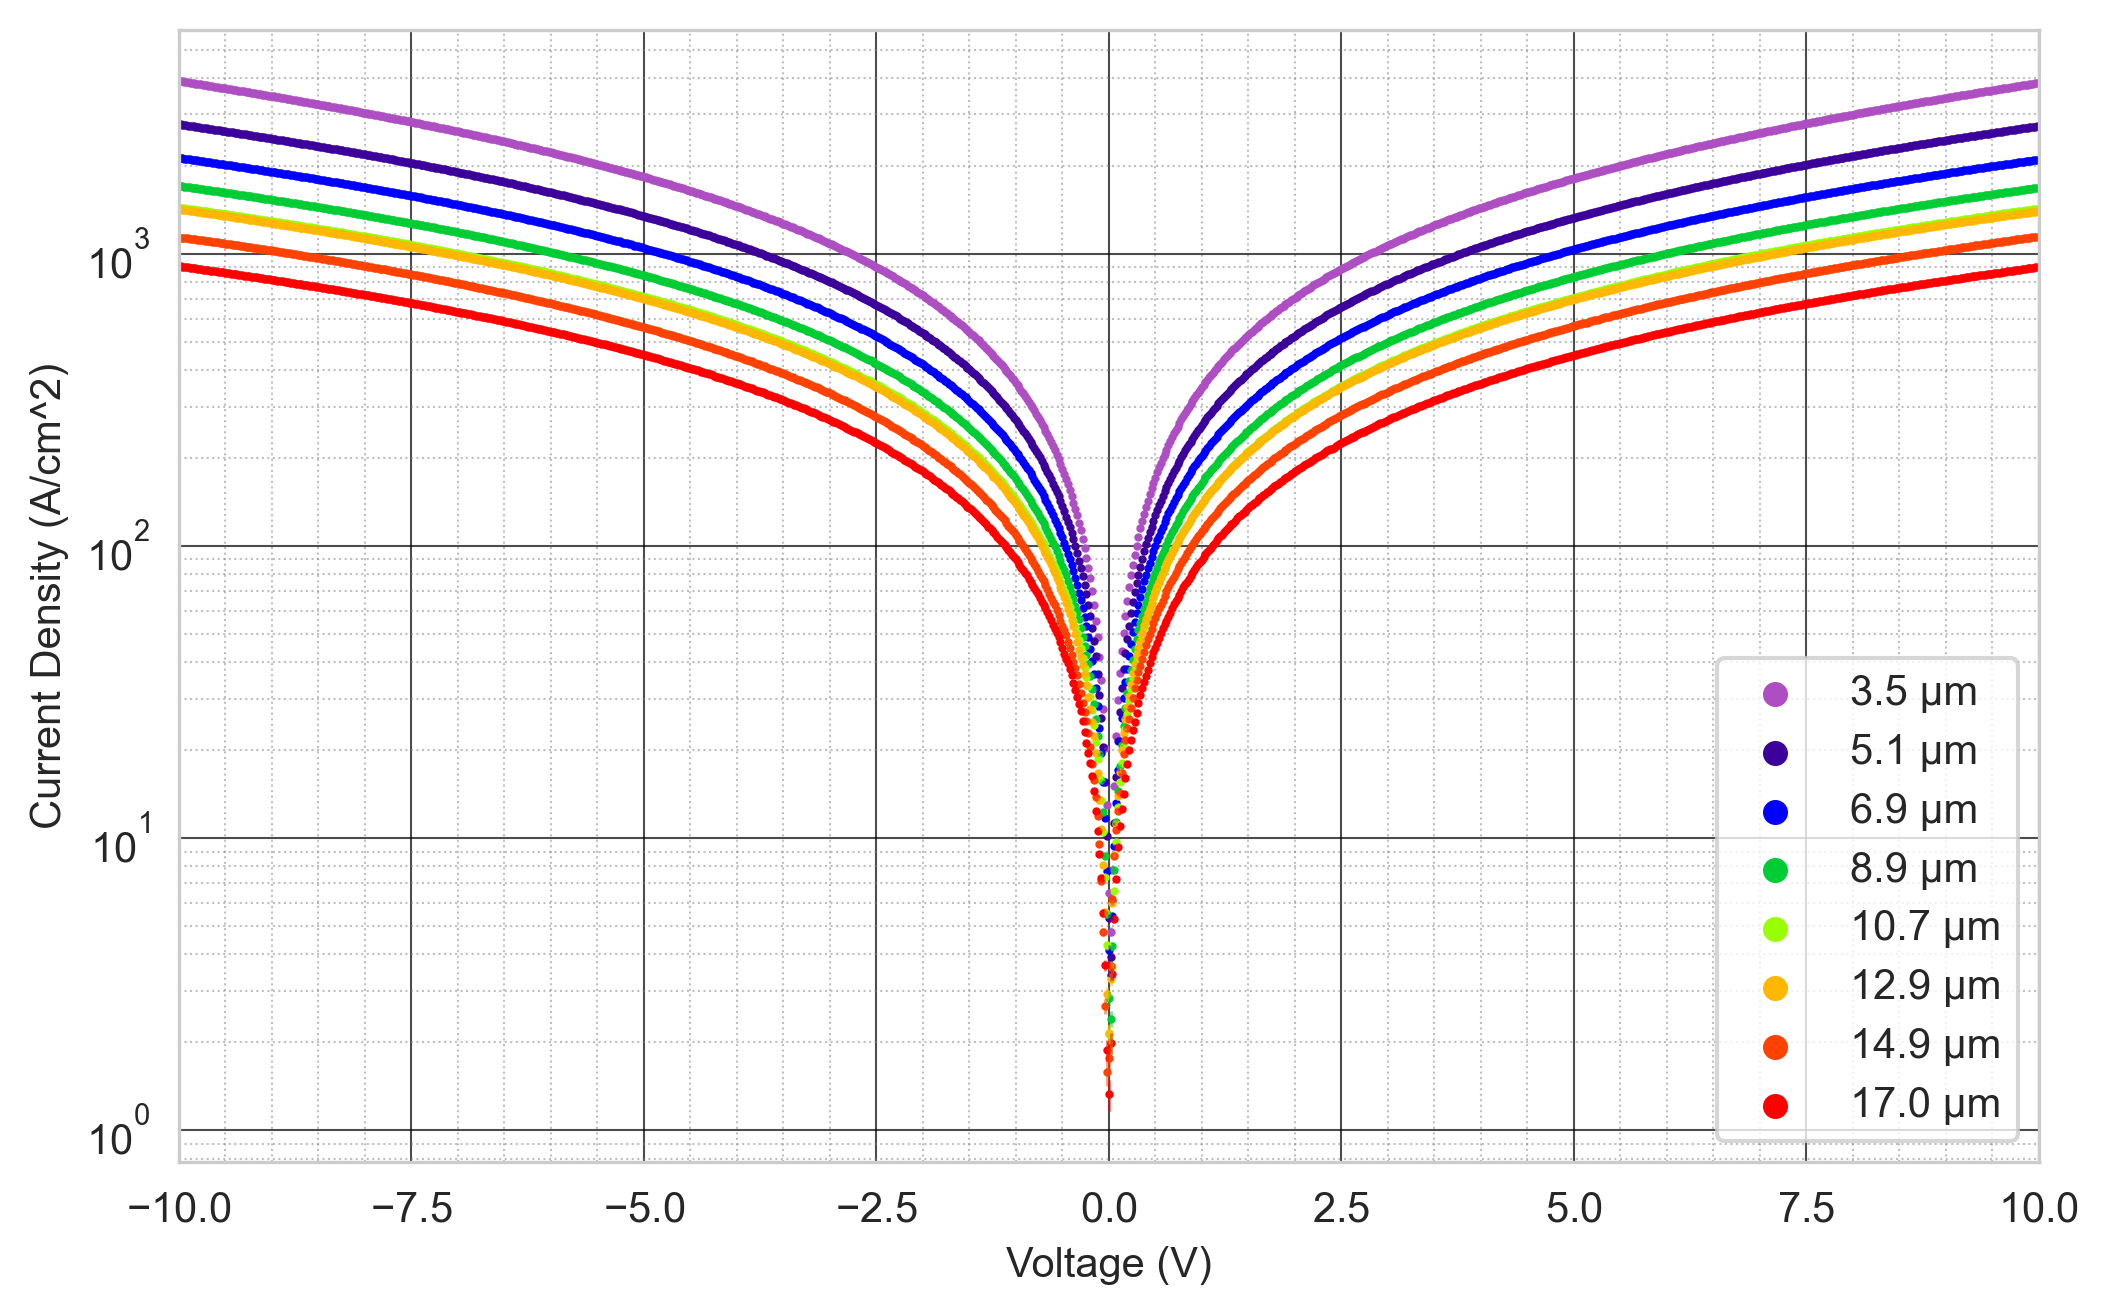 Current Density (A/cm^2)
10^3
10^2
10^1
10^0
3.5 µm
5.1 µm
6.9 µm
8.9 µm
10.7 µm
12.9 µm
14.9 µm
17.0 µm
−10.0 −7.5 −5.0 −2.5 0.0 2.5 5.0 7.5 10.0
Voltage (V)